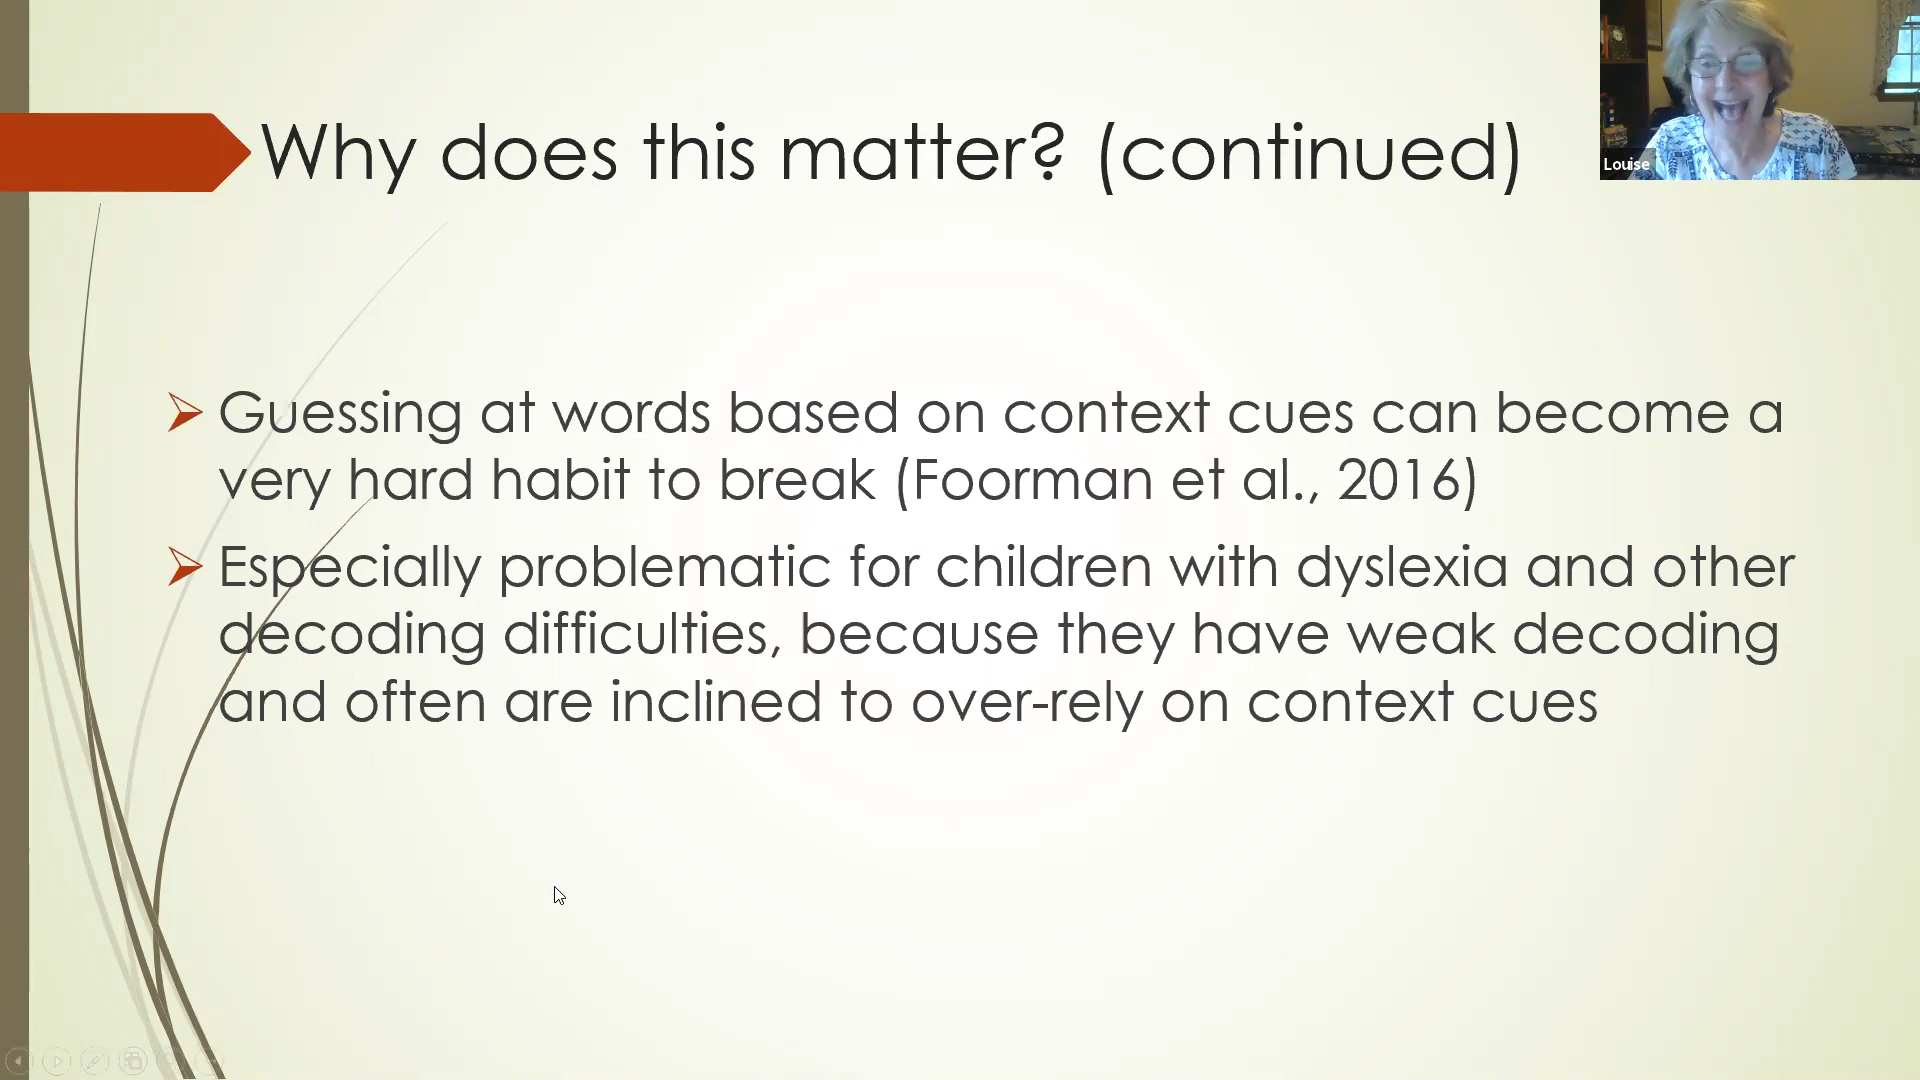 Why does this matter? (continued)
Louise
Guessing at words based on context cues can become a
very hard habit to break (Foorman et al., 2016)
Especially problematic for children with dyslexia and other
decoding difficulties, because they have weak decoding
and often are inclined to over-rely on context cues